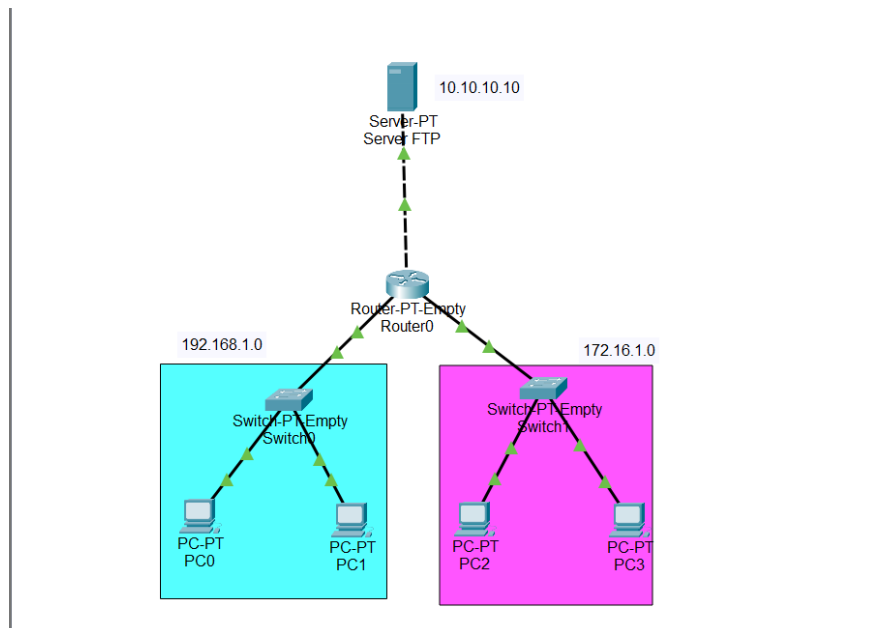 10.10.10.10
Server-PT
Server FTP
Router-PT-Empty
Router0
192.168.1.0
172.16.1.0
Switch-PT-Empty
Switch0
Switch-PT-Empty
Switch1
PC-PT
PC0
PC-PT
PC1
PC-PT
PC2
PC-PT
PC3